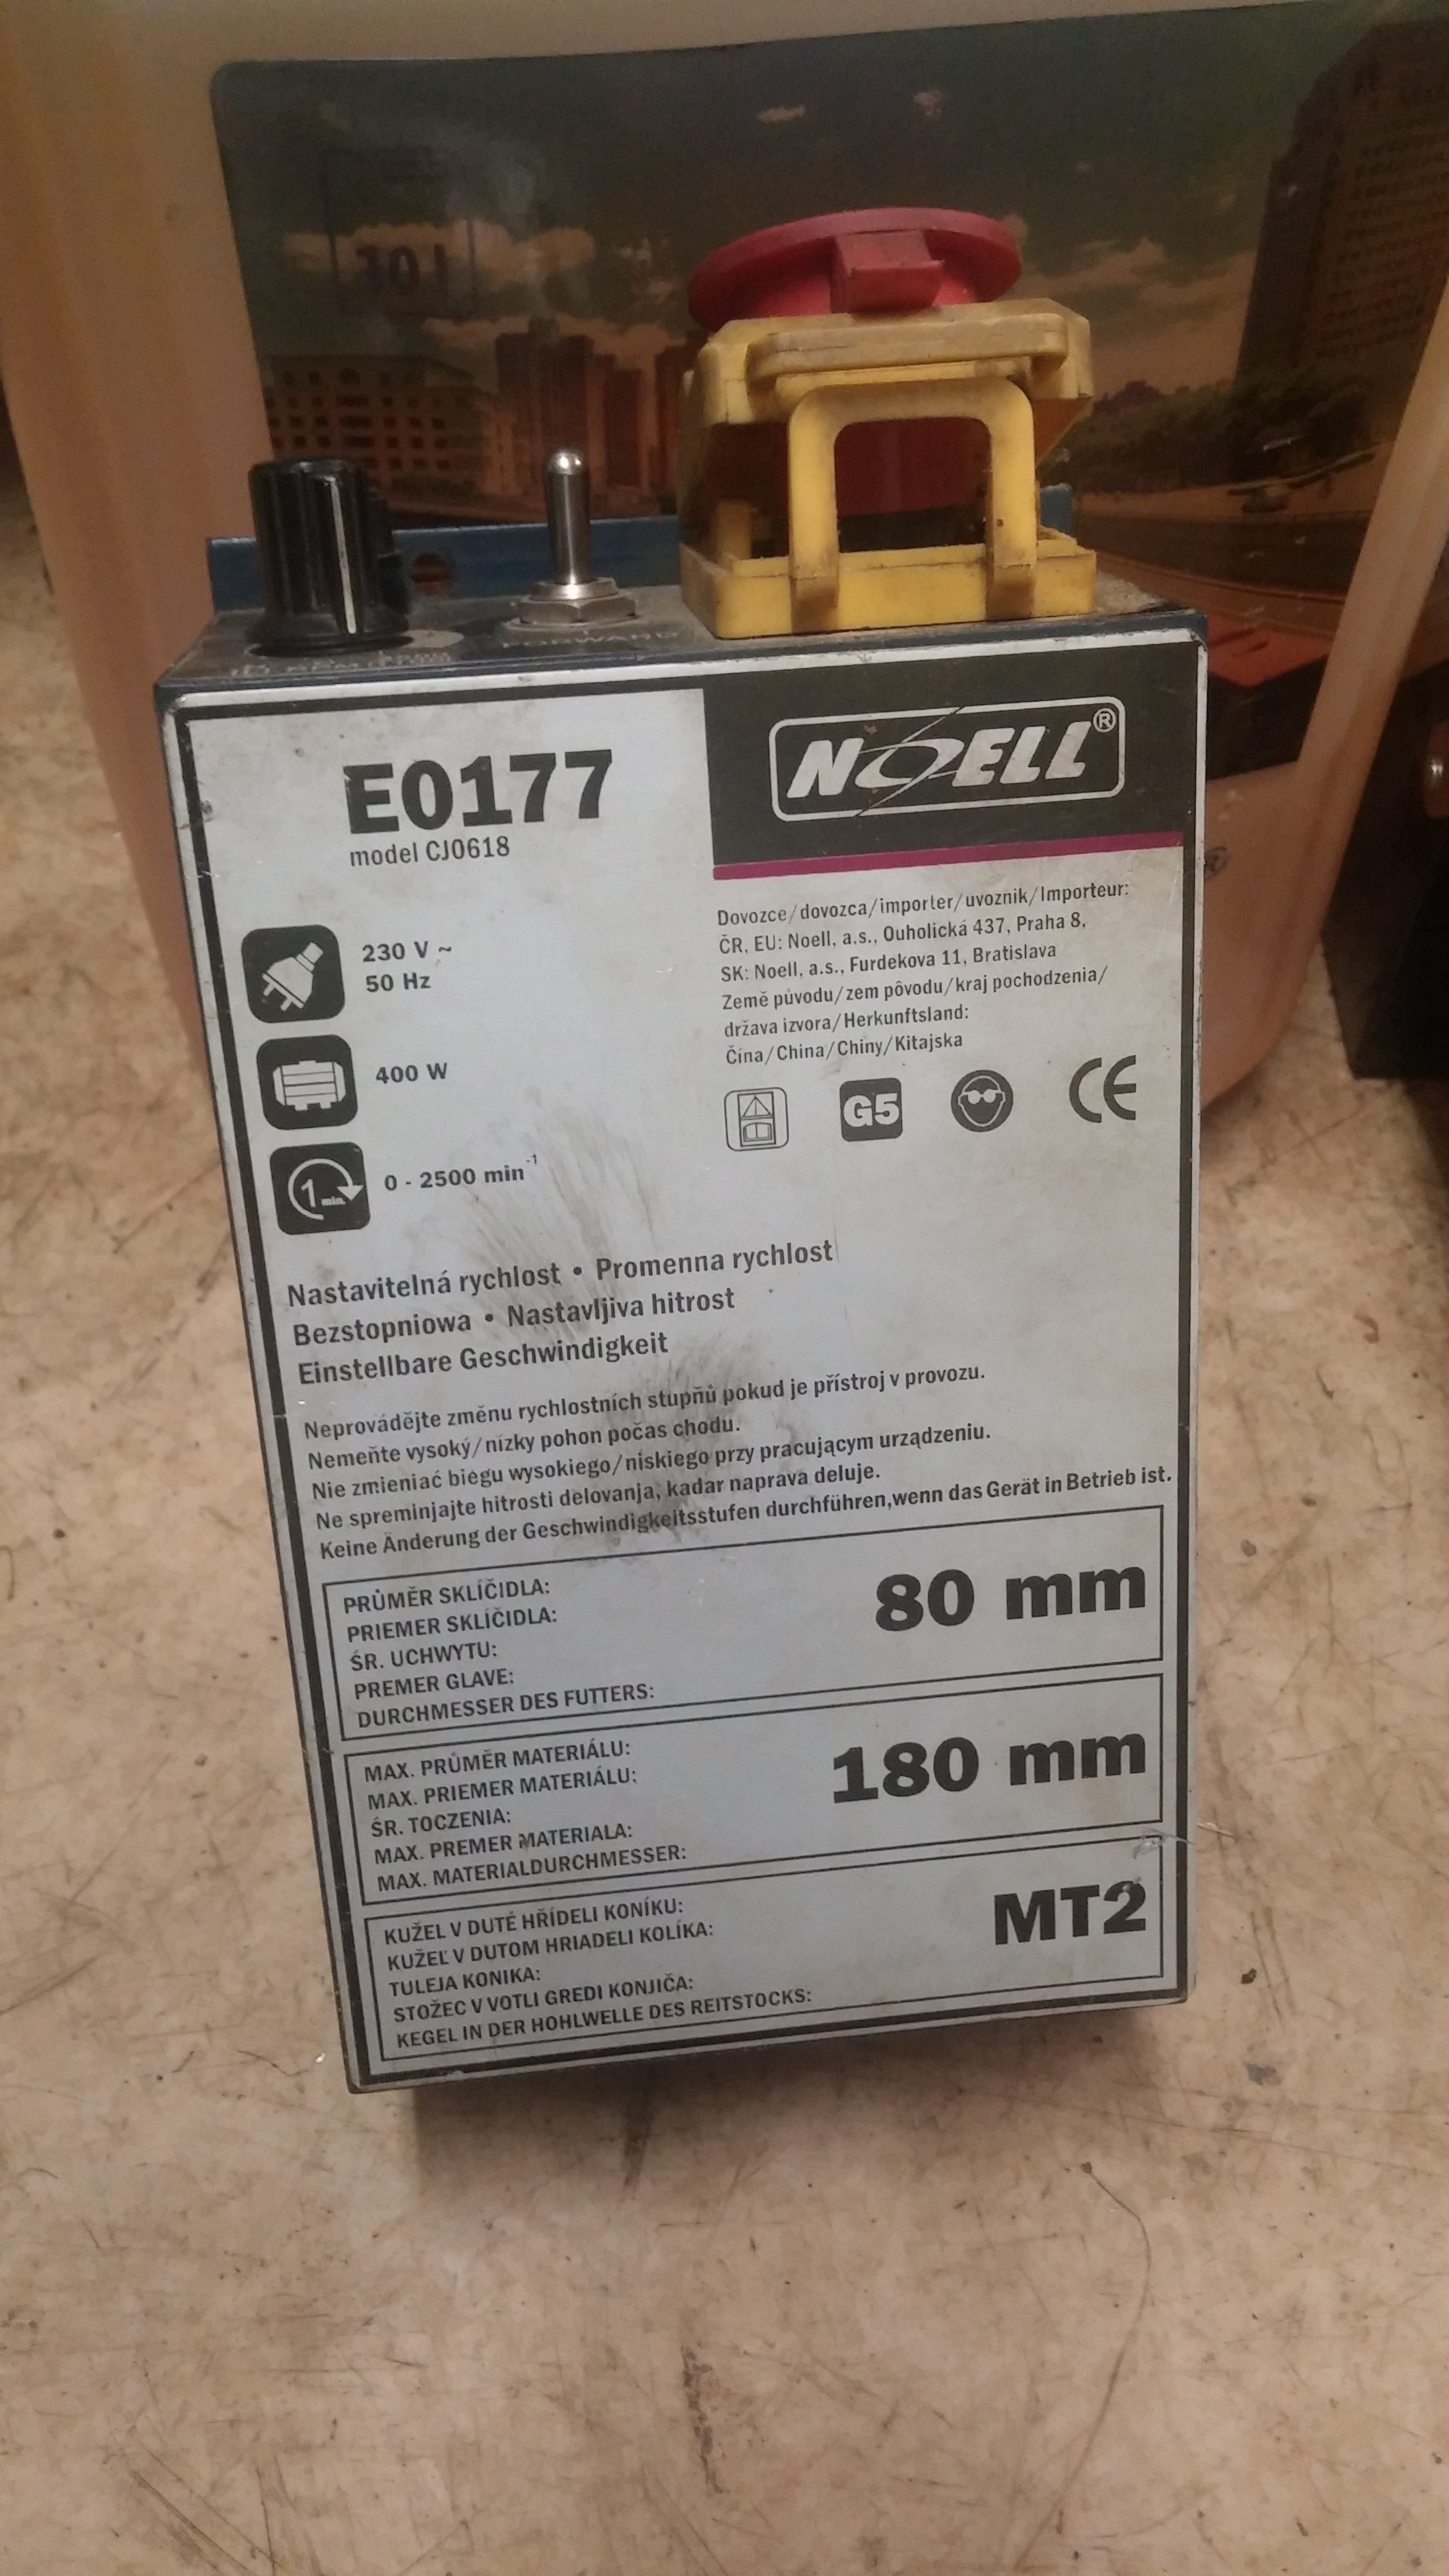 10 l
FORWARD
NOELL®
E0177
model CJ0618
230 V ~
50 Hz
400 W
1 min.
0 - 2500 min⁻¹
Dovozce/dovozca/importer/uvoznik/Importeur:
ČR, EU: Noell, a.s., Ouholická 437, Praha 8,
SK: Noell, a.s., Furdekova 11, Bratislava
Země původu/zem pôvodu/kraj pochodzenia/
država izvora/Herkunftsland:
Čína/China/Chiny/Kitajska
G5
CE
Nastavitelná rychlost • Promenna rychlost
Bezstopniowa • Nastavljiva hitrost
Einstellbare Geschwindigkeit
Neprovádějte změnu rychlostních stupňů pokud je přístroj v provozu.
Nemeňte vysoký/nízky pohon počas chodu.
Nie zmieniać biegu wysokiego/niskiego przy pracującym urządzeniu.
Ne spreminjajte hitrosti delovanja, kadar naprava deluje.
Keine Änderung der Geschwindigkeitsstufen durchführen,wenn das Gerät in Betrieb ist.
PRŮMĚR SKLÍČIDLA:
PRIEMER SKLÍČIDLA:
ŚR. UCHWYTU:
PREMER GLAVE:
DURCHMESSER DES FUTTERS:
80 mm
MAX. PRŮMĚR MATERIÁLU:
MAX. PRIEMER MATERIÁLU:
ŚR. TOCZENIA:
MAX. PREMER MATERIALA:
MAX. MATERIALDURCHMESSER:
180 mm
KUŽEL V DUTÉ HŘÍDELI KONÍKU:
KUŽEĽ V DUTOM HRIADELI KOLÍKA:
TULEJA KONIKA:
STOŽEC V VOTLI GREDI KONJIČA:
KEGEL IN DER HOHLWELLE DES REITSTOCKS:
MT2